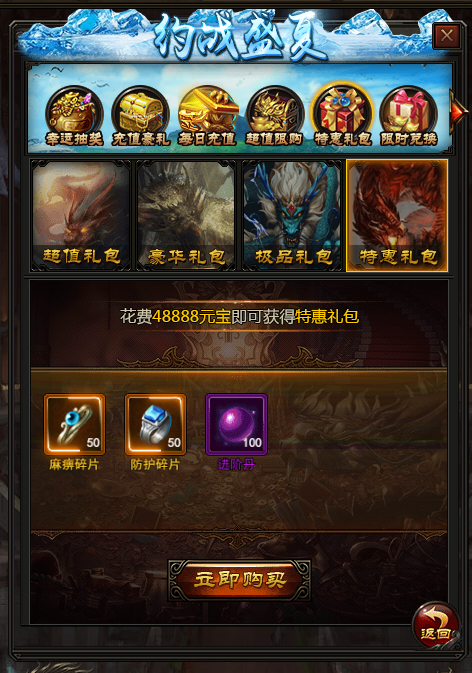 约战盛夏
幸运抽奖 充值豪礼 每日充值 超值限购 特惠礼包 限时兑换
超值礼包 豪华礼包 极品礼包 特惠礼包
花费48888元宝即可获得特惠礼包
50 50 100
麻痹碎片 防护碎片 进阶丹
立即购买
返回